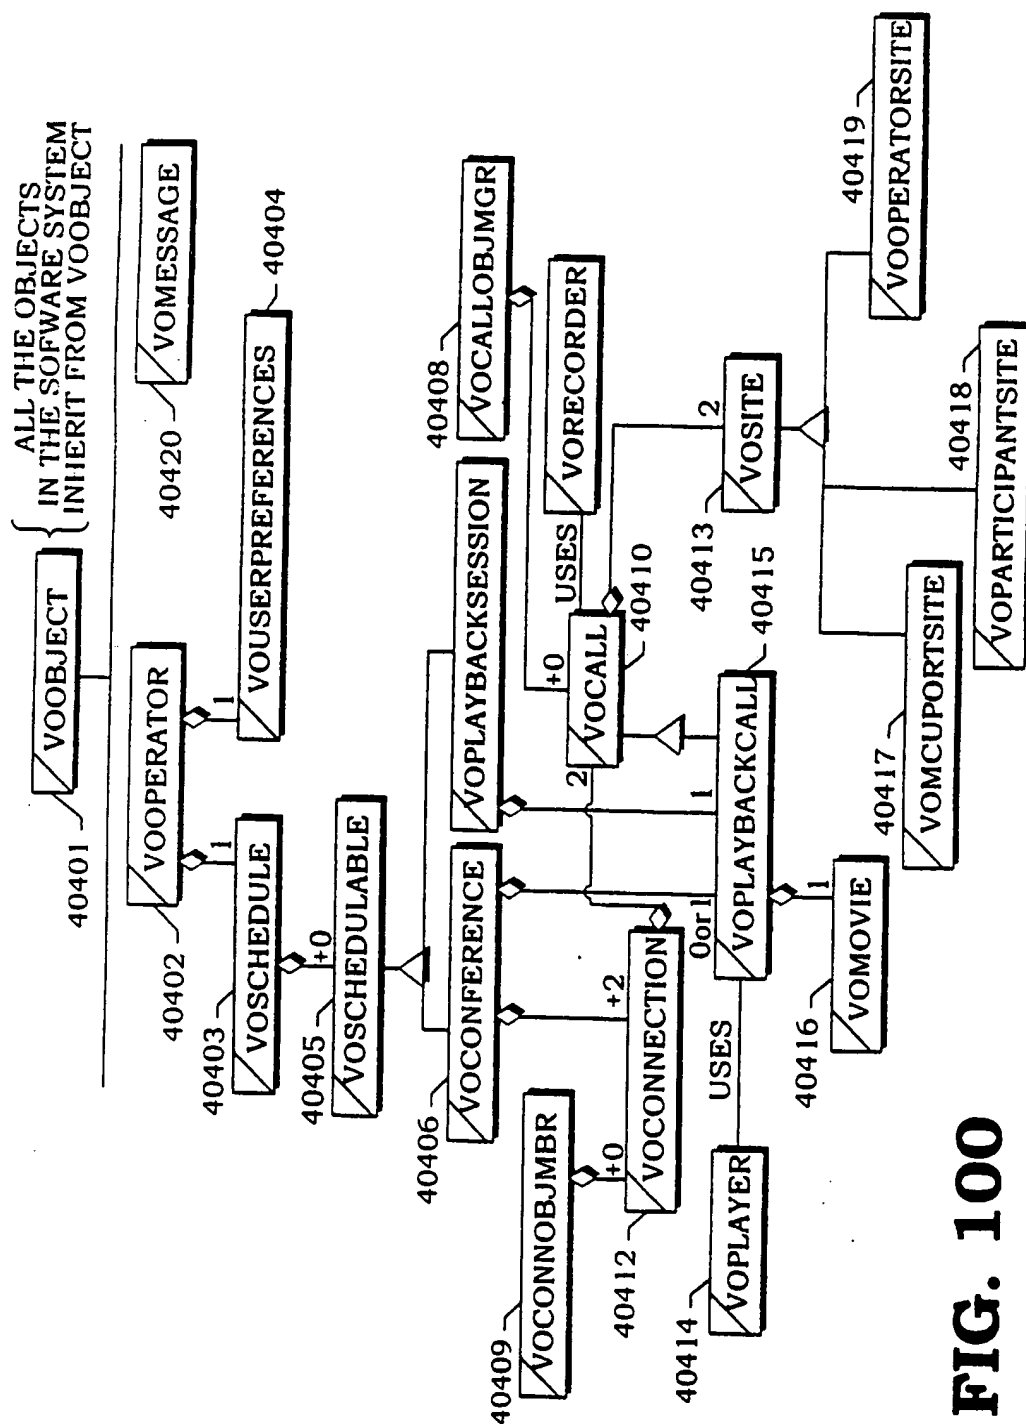 ALL THE OBJECTS
IN THE SOFWARE SYSTEM
INHERIT FROM VOOBJECT
VOOBJECT
40401
VOOPERATOR
40402
VOMESSAGE
40420
1
1
VOSCHEDULE
40403
VOUSERPREFERENCES
40404
+0
VOSCHEDULABLE
40405
VOCONFERENCE
40406
VOPLAYBACKSESSION
VOCALLOBJMGR
40408
VOCONNOBJMBR
40409
+0
+2
VOCONNECTION
40412
USES
VORECORDER
+0
VOCALL
40410
2
2
VOSITE
40413
0or1
1
VOPLAYBACKCALL
40415
USES
VOPLAYER
40414
1
VOMOVIE
40416
VOMCUPORTSITE
40417
VOPARTICIPANTSITE
40418
VOOPERATORSITE
40419
FIG. 100